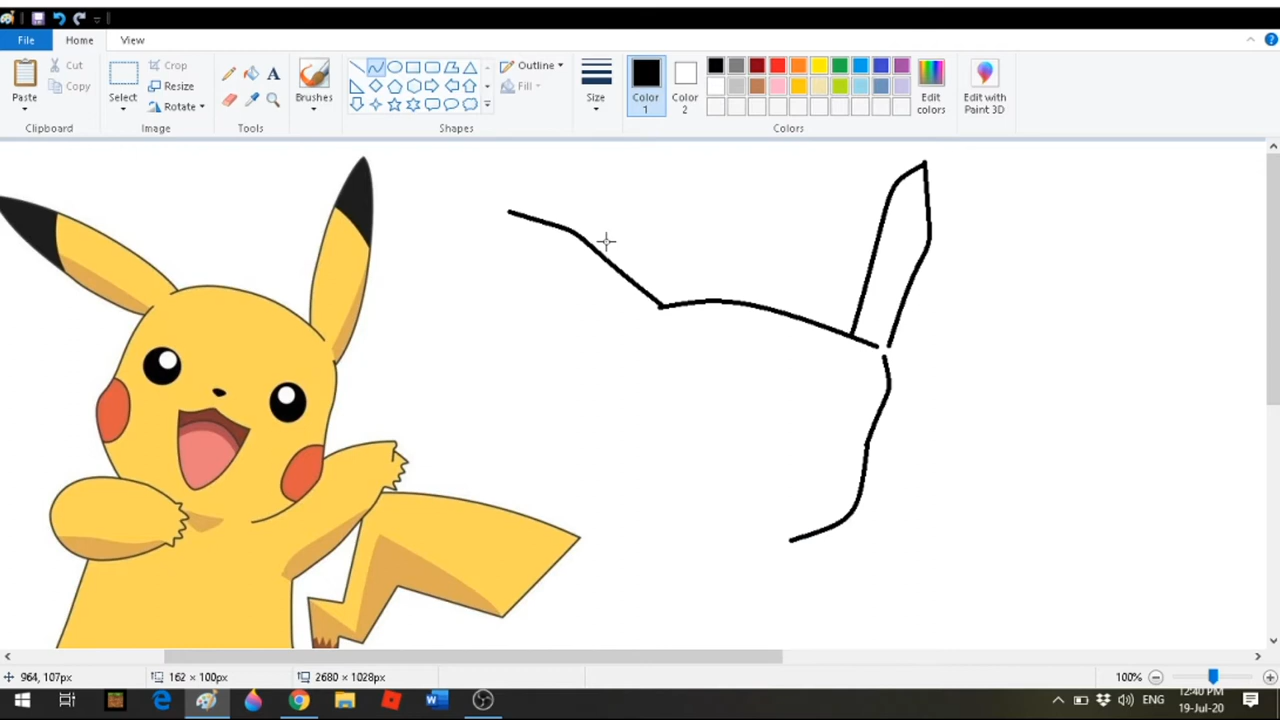 File Home View
Cut Crop Outline
Copy Resize Fill
Paste Select Rotate Brushes Size Color 1 Color 2 Edit colors Edit with Paint 3D
Clipboard Image Tools Shapes Colors
964, 107px 162 × 100px 2680 × 1028px 100%
ENG 12:40 PM
19-Jul-20